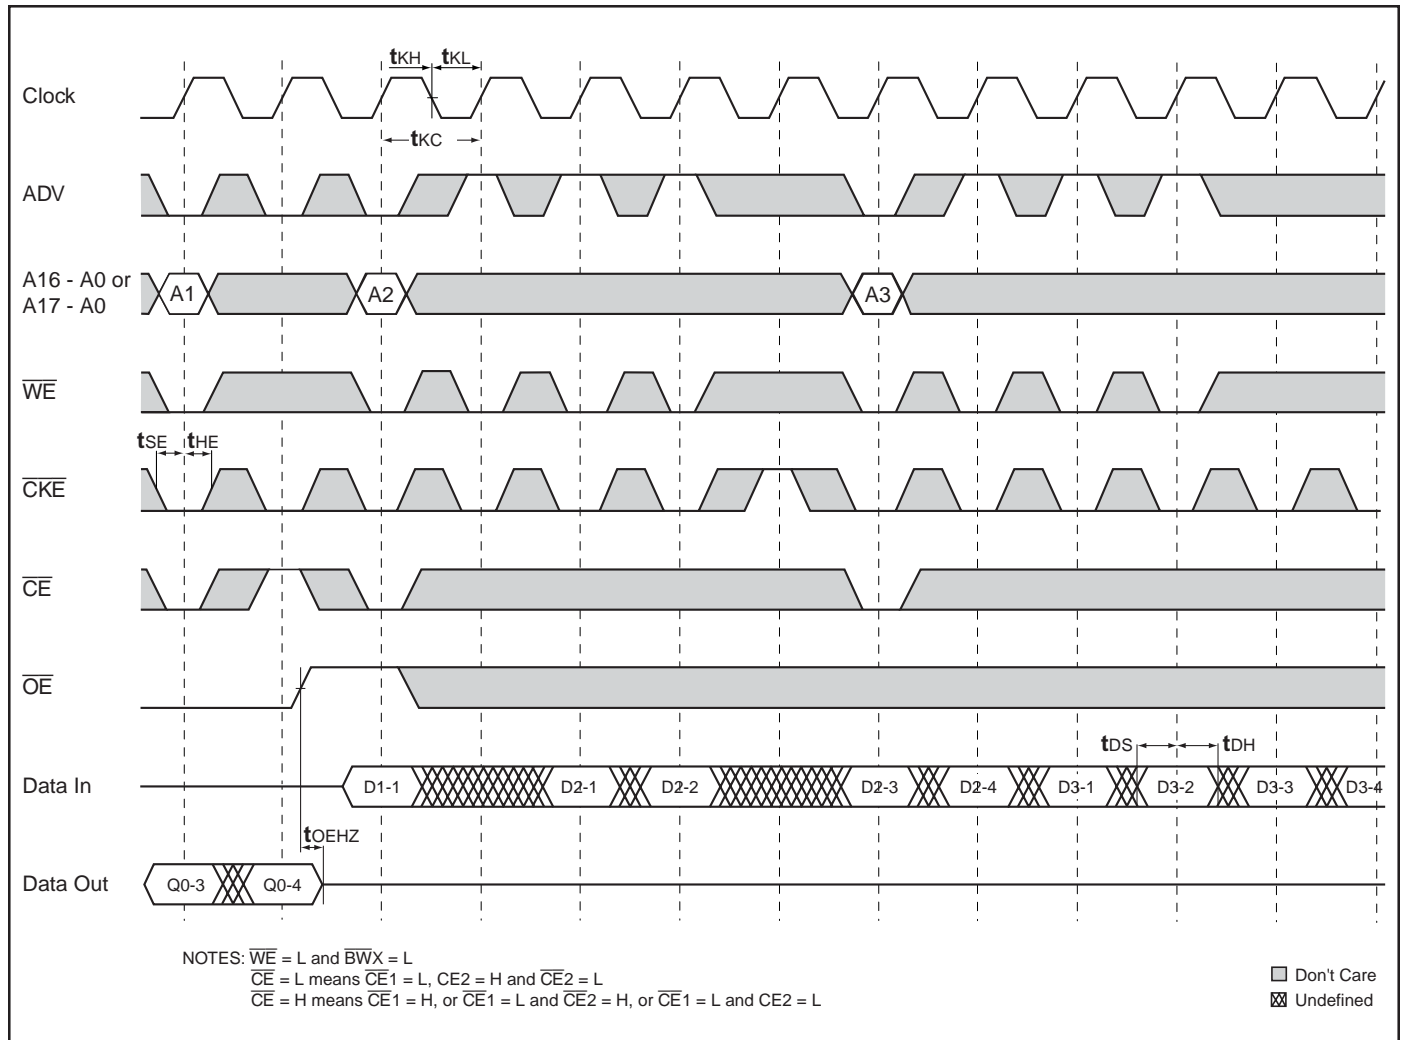 tKH tKL
Clock
tKC
ADV
A16 - A0 or
A17 - A0
A1 A2 A3
WE
tSE tHE
CKE
CE
OE
tDS tDH
Data In D1-1 D2-1 D2-2 D2-3 D2-4 D3-1 D3-2 D3-3 D3-4
tOEHZ
Data Out Q0-3 Q0-4
NOTES: WE = L and BWX = L
CE = L means CE1 = L, CE2 = H and CE2 = L
CE = H means CE1 = H, or CE1 = L and CE2 = H, or CE1 = L and CE2 = L
Don't Care
Undefined